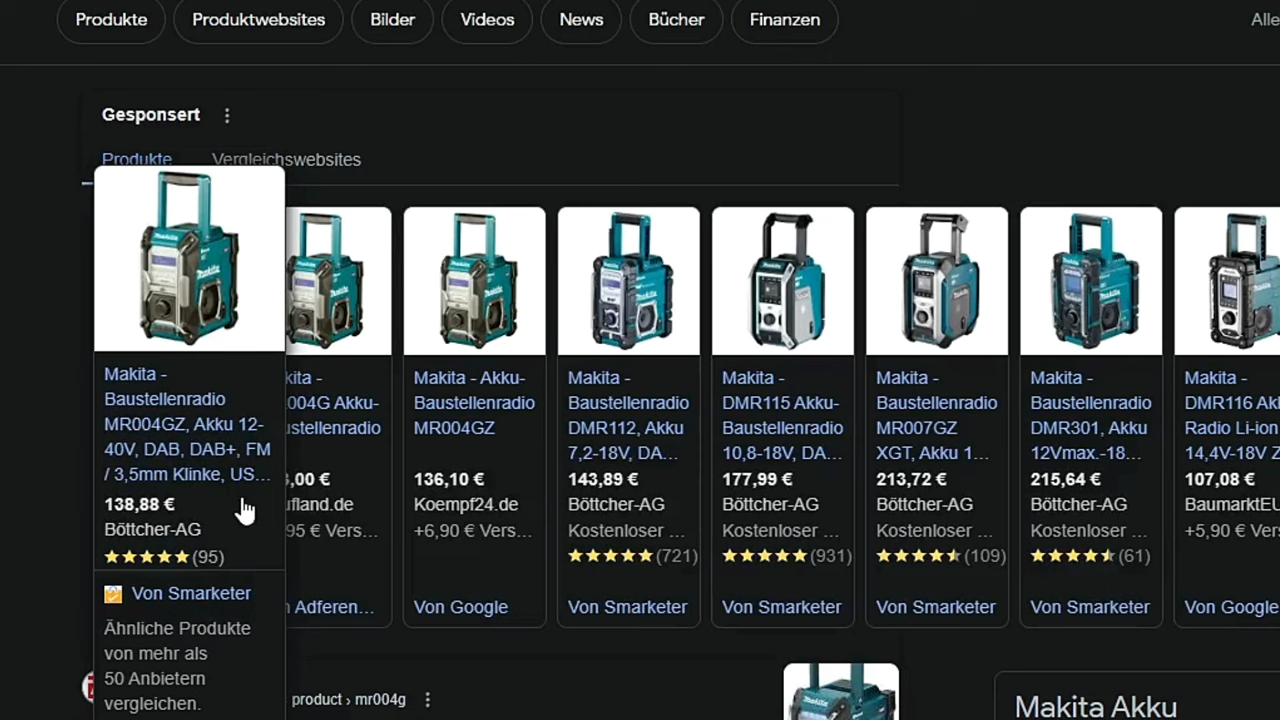 Produkte
Produktwebsites
Bilder
Videos
News
Bücher
Finanzen
Alle
Gesponsert
Produkte
Vergleichswebsites
Makita -
Baustellenradio
MR004GZ, Akku 12-
40V, DAB, DAB+, FM
/ 3,5mm Klinke, US...
138,88 €
Böttcher-AG
(95)
Von Smarketer
Ähnliche Produkte
von mehr als
50 Anbietern
vergleichen.
kita -
004G Akku-
ustellenradio
,00 €
ufland.de
95 € Vers...
n Adferen...
Makita - Akku-
Baustellenradio
MR004GZ
136,10 €
Koempf24.de
+6,90 € Vers...
Von Google
Makita -
Baustellenradio
DMR112, Akku
7,2-18V, DA...
143,89 €
Böttcher-AG
Kostenloser ...
(721)
Von Smarketer
Makita -
DMR115 Akku-
Baustellenradio
10,8-18V, DA...
177,99 €
Böttcher-AG
Kostenloser ...
(931)
Von Smarketer
Makita -
Baustellenradio
MR007GZ
XGT, Akku 1...
213,72 €
Böttcher-AG
Kostenloser ...
(109)
Von Smarketer
Makita -
Baustellenradio
DMR301, Akku
12Vmax.-18...
215,64 €
Böttcher-AG
Kostenloser ...
(61)
Von Smarketer
Makita -
DMR116 Ak
Radio Li-ion
14,4V-18V Z
107,08 €
BaumarktEU
+5,90 € Vers
Von Google
product › mr004g
Makita Akku